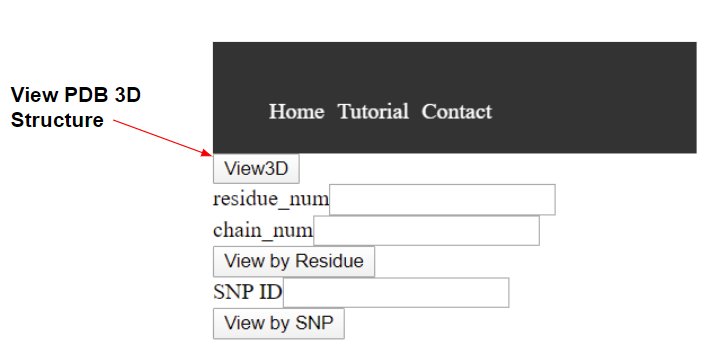 View PDB 3D
Structure
Home Tutorial Contact
View3D
residue_num
chain_num
View by Residue
SNP ID
View by SNP